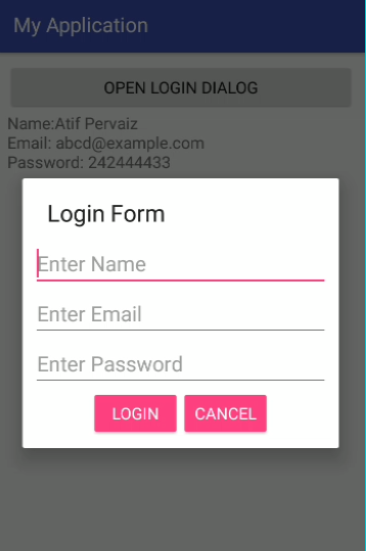 My Application
OPEN LOGIN DIALOG
Name:Atif Pervaiz
Email: abcd@example.com
Password: 242444433
Login Form
Enter Name
Enter Email
Enter Password
LOGIN CANCEL